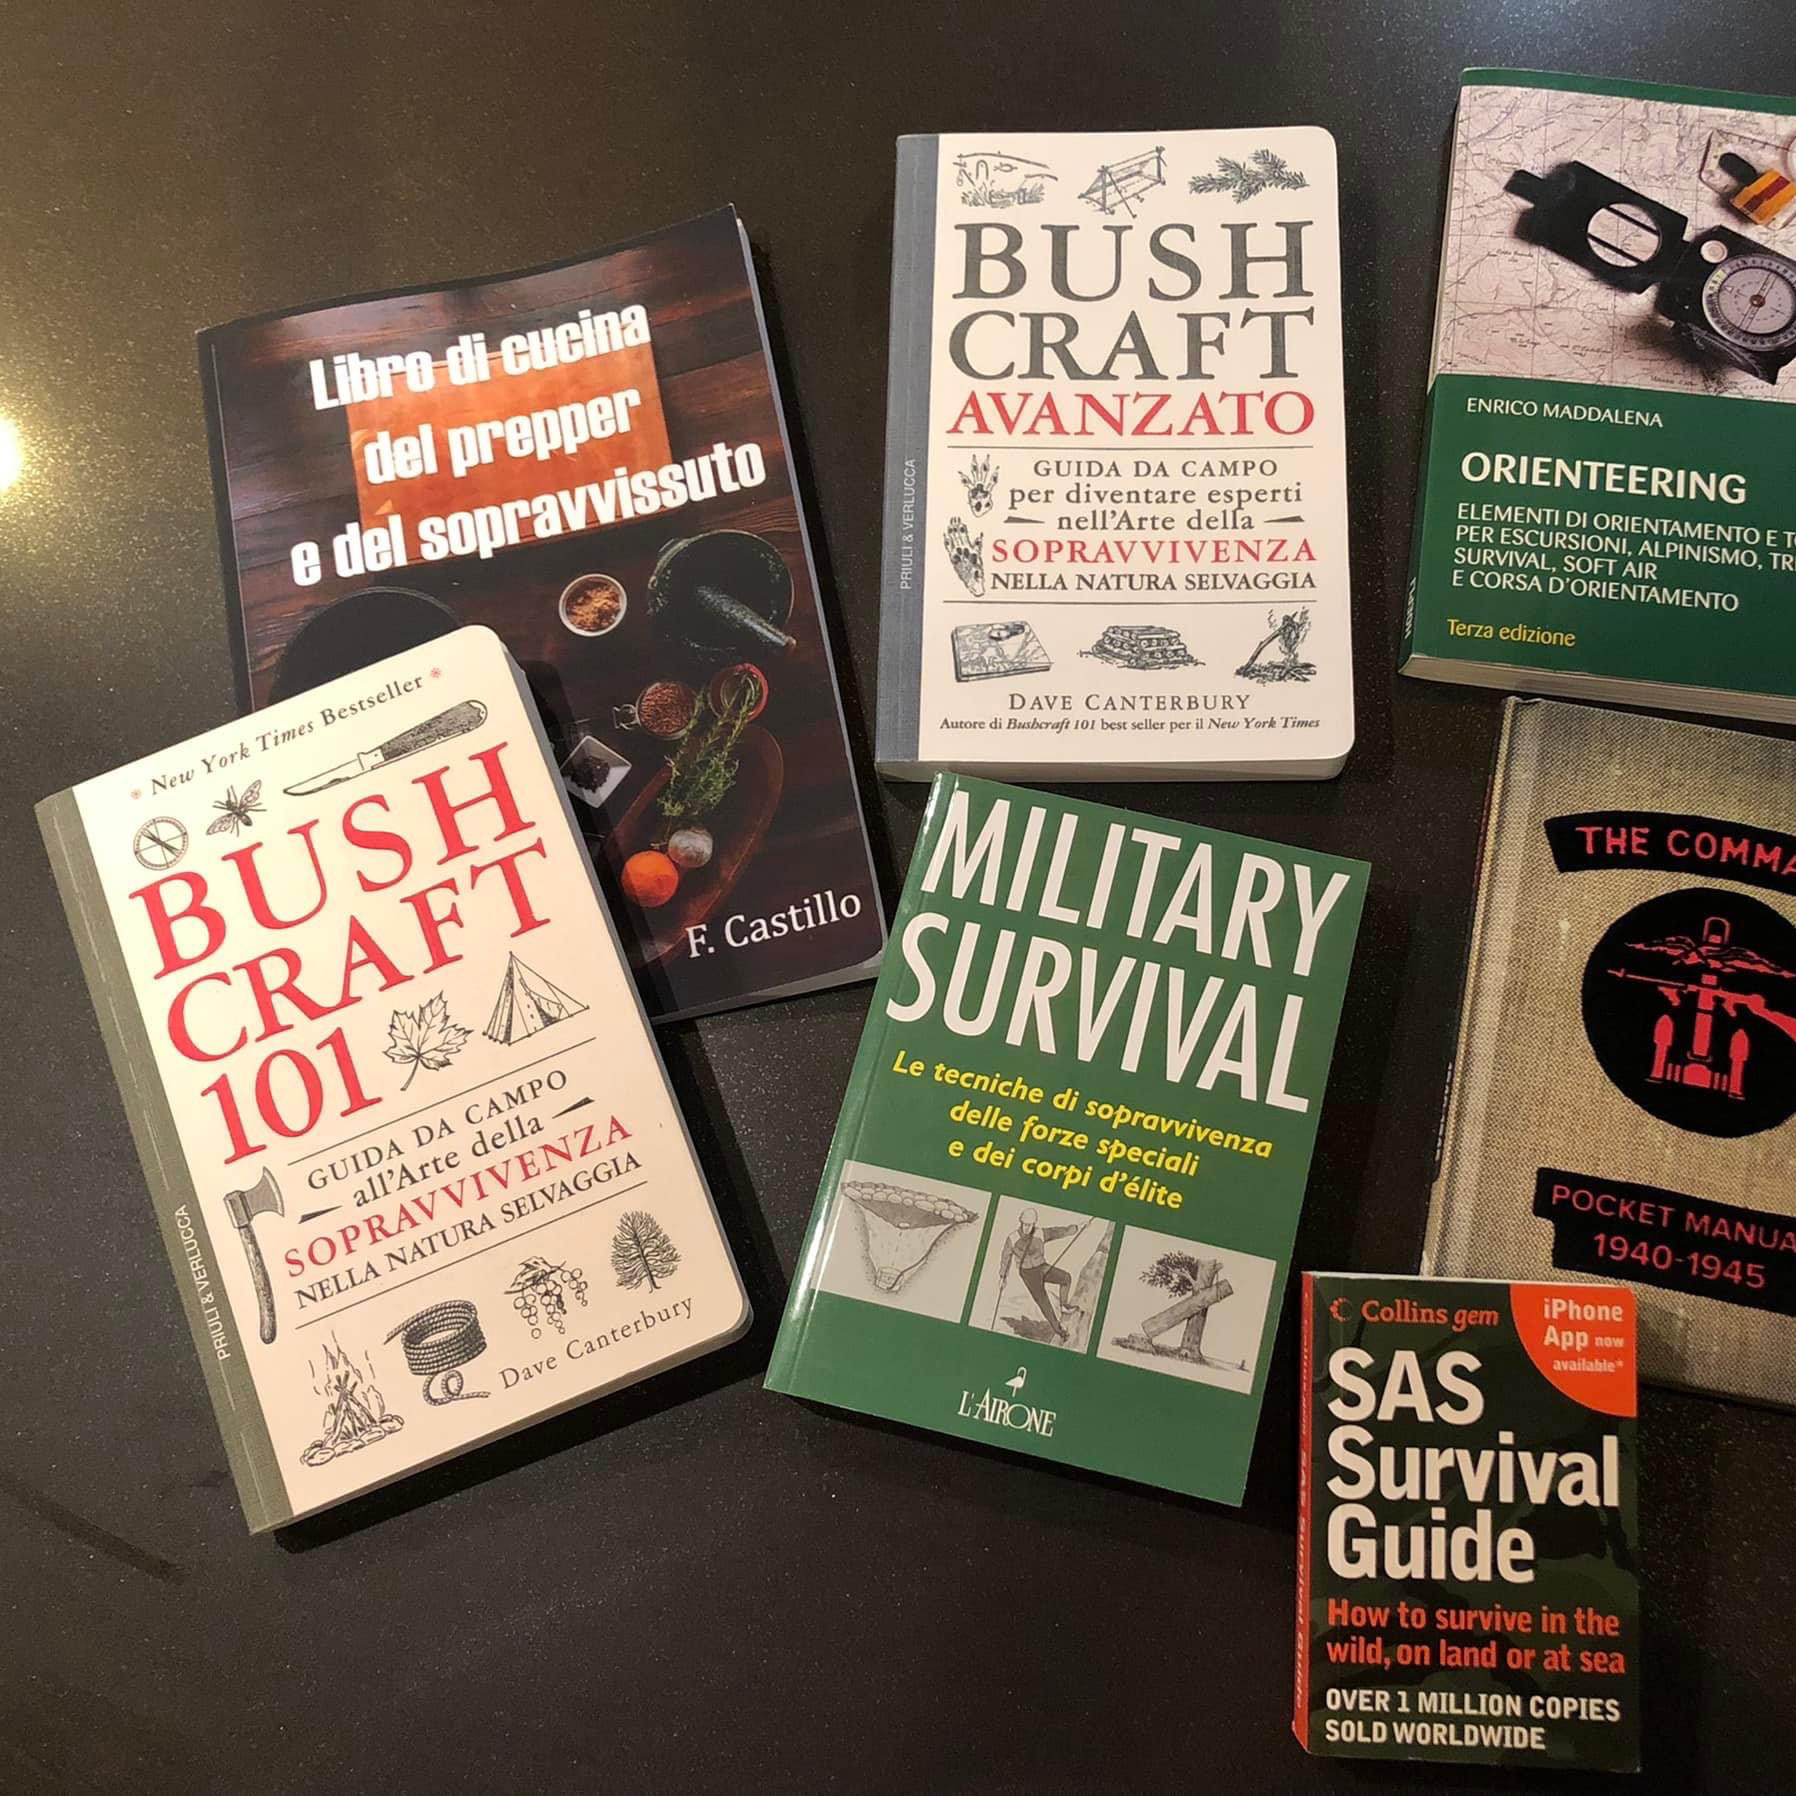 Libro di cucina
del prepper
e del sopravvissuto
F. Castillo
BUSH
CRAFT
AVANZATO
GUIDA DA CAMPO
per diventare esperti
nell'Arte della
SOPRAVVIVENZA
NELLA NATURA SELVAGGIA
DAVE CANTERBURY
Autore di Bushcraft 101 best seller per il New York Times
PRIULI & VERLUCCA
ENRICO MADDALENA
ORIENTEERING
ELEMENTI DI ORIENTAMENTO E
PER ESCURSIONI, ALPINISMO,
SURVIVAL, SOFT AIR
E CORSA D'ORIENTAMENTO
Terza edizione
HOEPLI
New York Times Bestseller
BUSH
CRAFT
101
GUIDA DA CAMPO
all'Arte della
SOPRAVVIVENZA
NELLA NATURA SELVAGGIA
Dave Canterbury
PRIULI & VERLUCCA
MILITARY
SURVIVAL
Le tecniche di sopravvivenza
delle forze speciali
e dei corpi d'élite
L'AIRONE
THE COMMA
POCKET MANUA
1940-1945
Collins gem
iPhone
App now
available*
SAS
Survival
Guide
How to survive in the
wild, on land or at sea
OVER 1 MILLION COPIES
SOLD WORLDWIDE